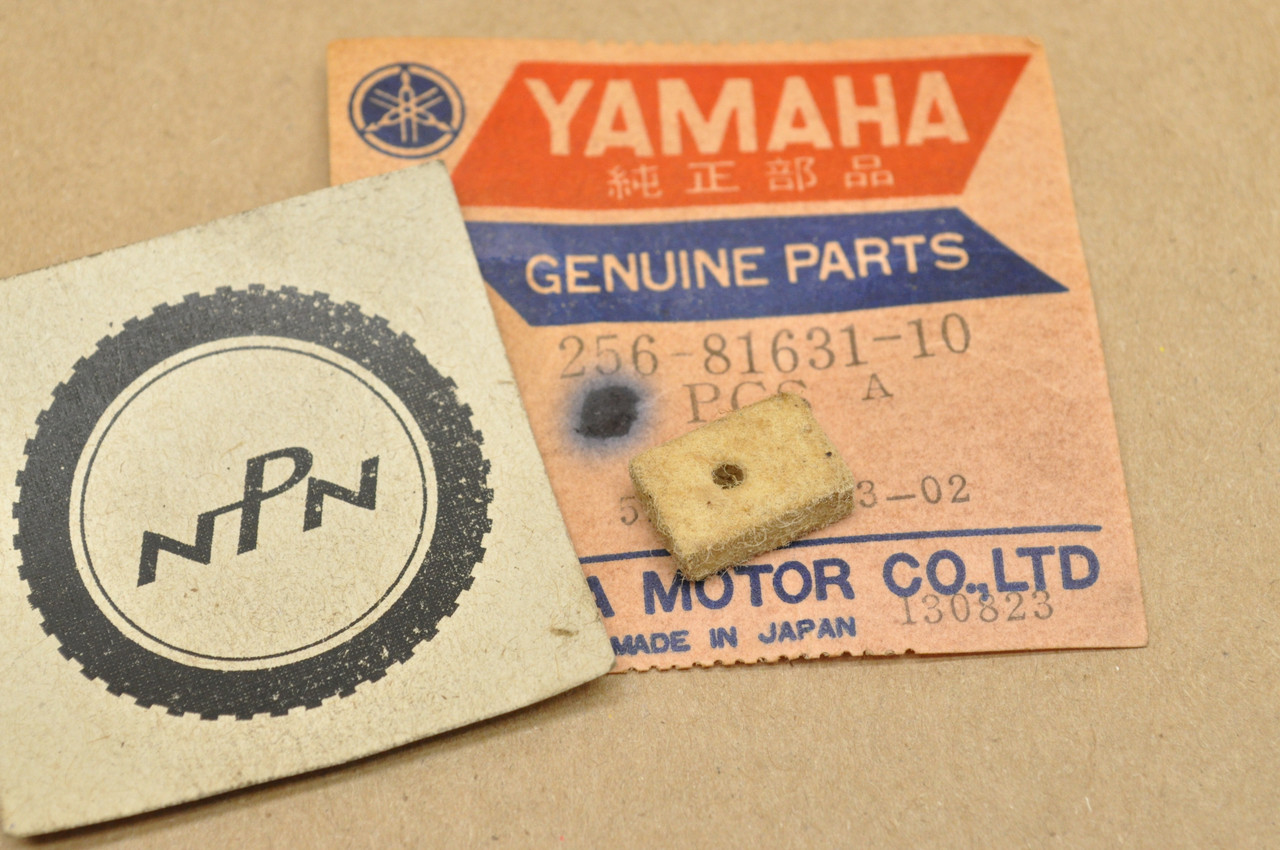 YAMAHA
純正部品
GENUINE PARTS
256-81631-10
PCS A
3-02
MOTOR CO.,LTD
MADE IN JAPAN 130823
NPN